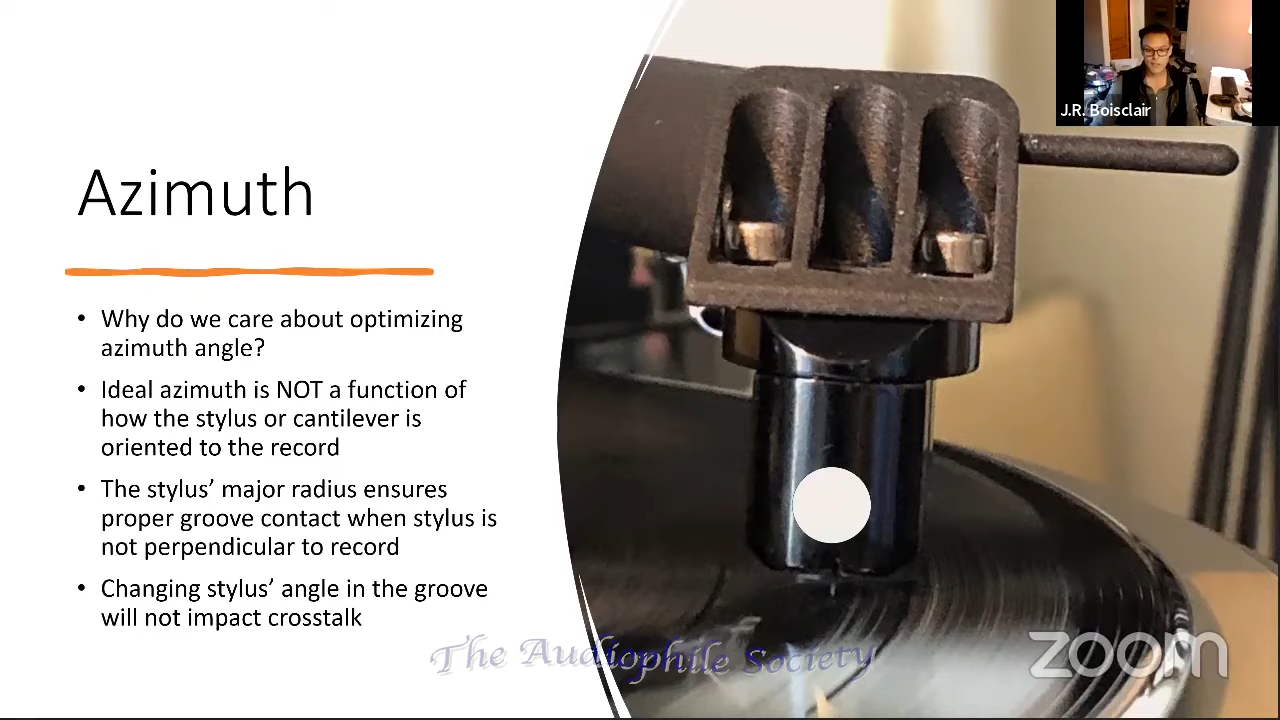 J.R. Boisclair
Azimuth
• Why do we care about optimizing
azimuth angle?
• Ideal azimuth is NOT a function of
how the stylus or cantilever is
oriented to the record
• The stylus’ major radius ensures
proper groove contact when stylus is
not perpendicular to record
• Changing stylus’ angle in the groove
will not impact crosstalk
The Audiophile Society
zoom